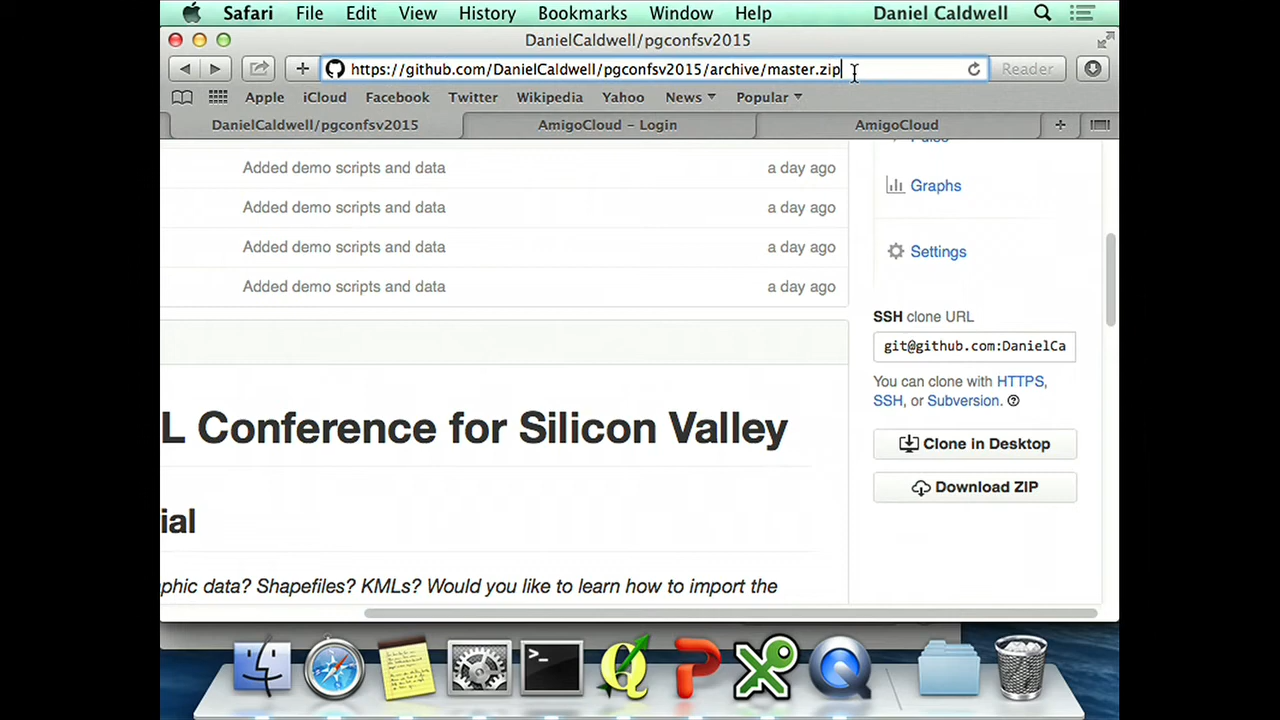 Safari File Edit View History Bookmarks Window Help Daniel Caldwell
DanielCaldwell/pgconfsv2015
https://github.com/DanielCaldwell/pgconfsv2015/archive/master.zip Reader
Apple iCloud Facebook Twitter Wikipedia Yahoo News Popular
DanielCaldwell/pgconfsv2015 AmigoCloud – Login AmigoCloud
Pulse
Added demo scripts and data a day ago
Graphs
Added demo scripts and data a day ago
Added demo scripts and data a day ago
Settings
Added demo scripts and data a day ago
SSH clone URL
git@github.com:DanielCa
You can clone with HTTPS,
SSH, or Subversion.
L Conference for Silicon Valley
Clone in Desktop
Download ZIP
ial
phic data? Shapefiles? KMLs? Would you like to learn how to import the